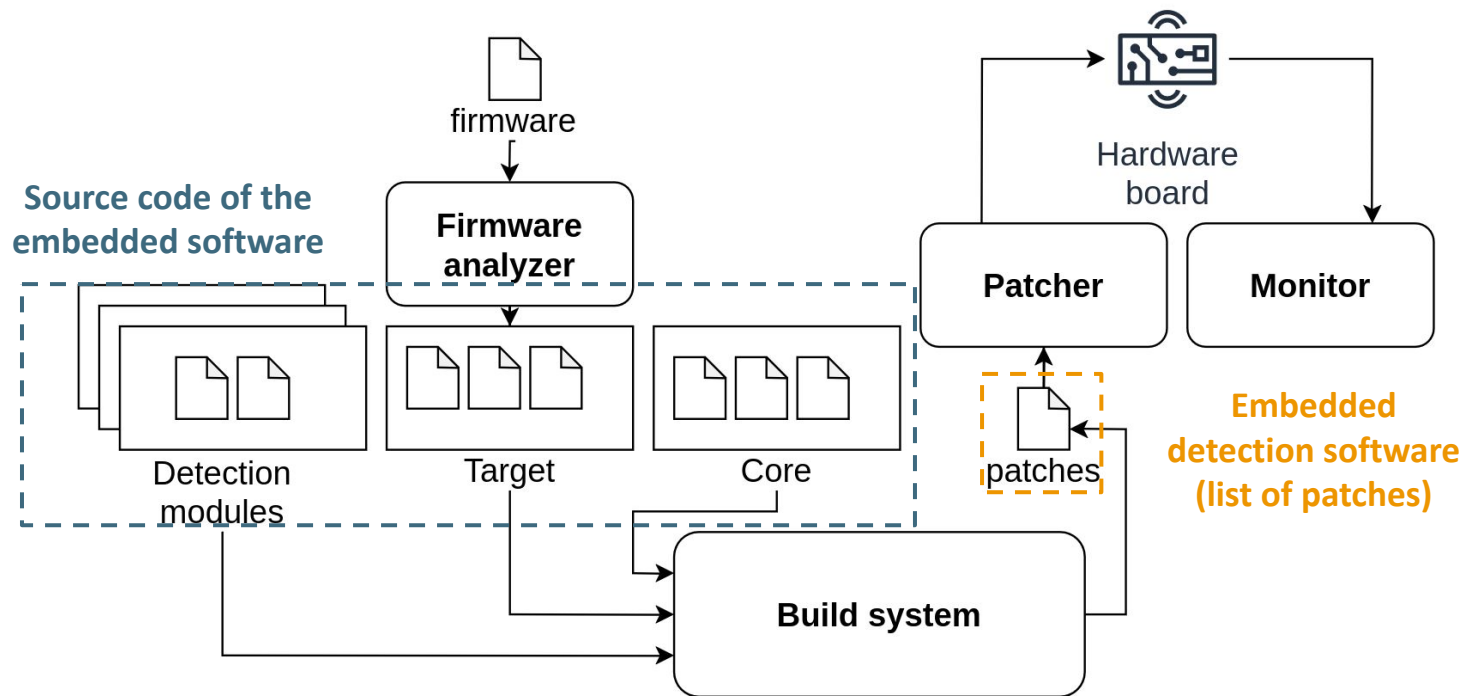 firmware
Hardware
board
Source code of the
embedded software
Firmware
analyzer
Patcher
Monitor
Detection
modules
Target
Core
patches
Embedded
detection software
(list of patches)
Build system